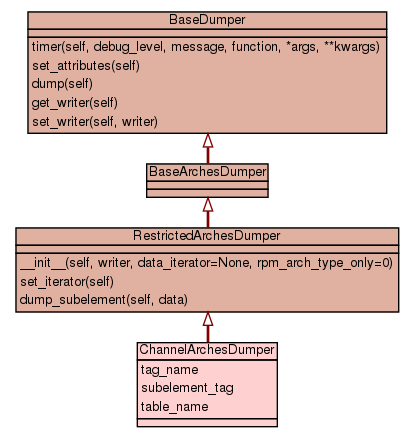 BaseDumper
timer(self, debug_level, message, function, *args, **kwargs)
set_attributes(self)
dump(self)
get_writer(self)
set_writer(self, writer)
BaseArchesDumper
RestrictedArchesDumper
__init__(self, writer, data_iterator=None, rpm_arch_type_only=0)
set_iterator(self)
dump_subelement(self, data)
ChannelArchesDumper
tag_name
subelement_tag
table_name